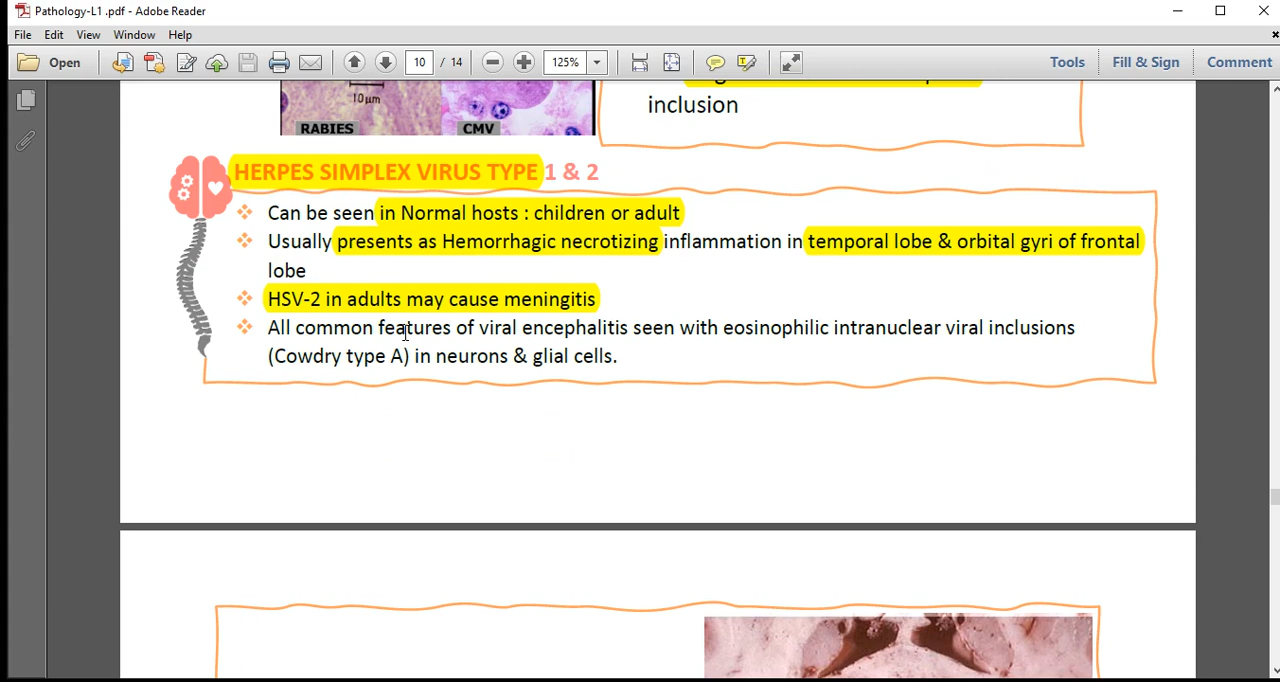 Pathology-L1 .pdf - Adobe Reader
File Edit View Window Help
Open 10 / 14 125% Tools Fill & Sign Comment
10µm
RABIES CMV
inclusion
HERPES SIMPLEX VIRUS TYPE 1 & 2
Can be seen in Normal hosts : children or adult
Usually presents as Hemorrhagic necrotizing inflammation in temporal lobe & orbital gyri of frontal
lobe
HSV-2 in adults may cause meningitis
All common features of viral encephalitis seen with eosinophilic intranuclear viral inclusions
(Cowdry type A) in neurons & glial cells.